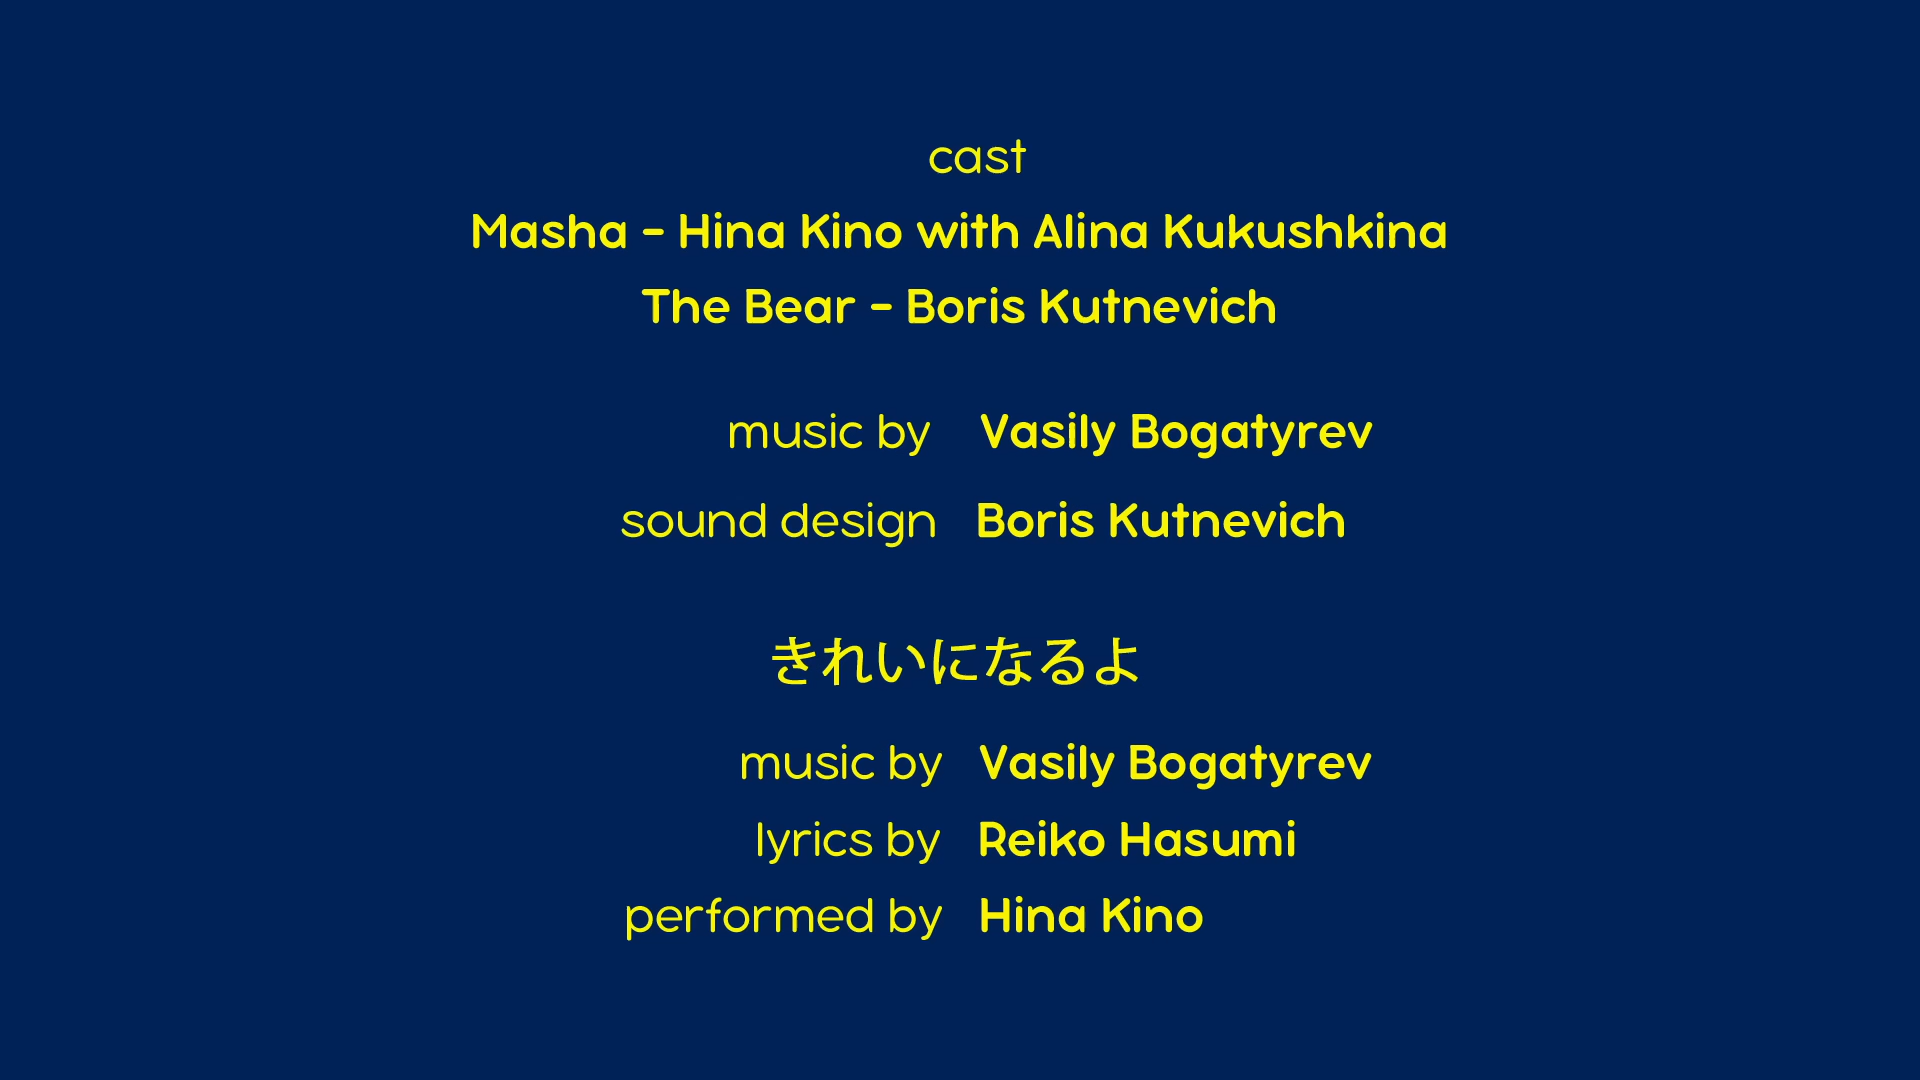 cast
Masha - Hina Kino with Alina Kukushkina
The Bear - Boris Kutnevich
music by Vasily Bogatyrev
sound design Boris Kutnevich
きれいになるよ
music by Vasily Bogatyrev
lyrics by Reiko Hasumi
performed by Hina Kino